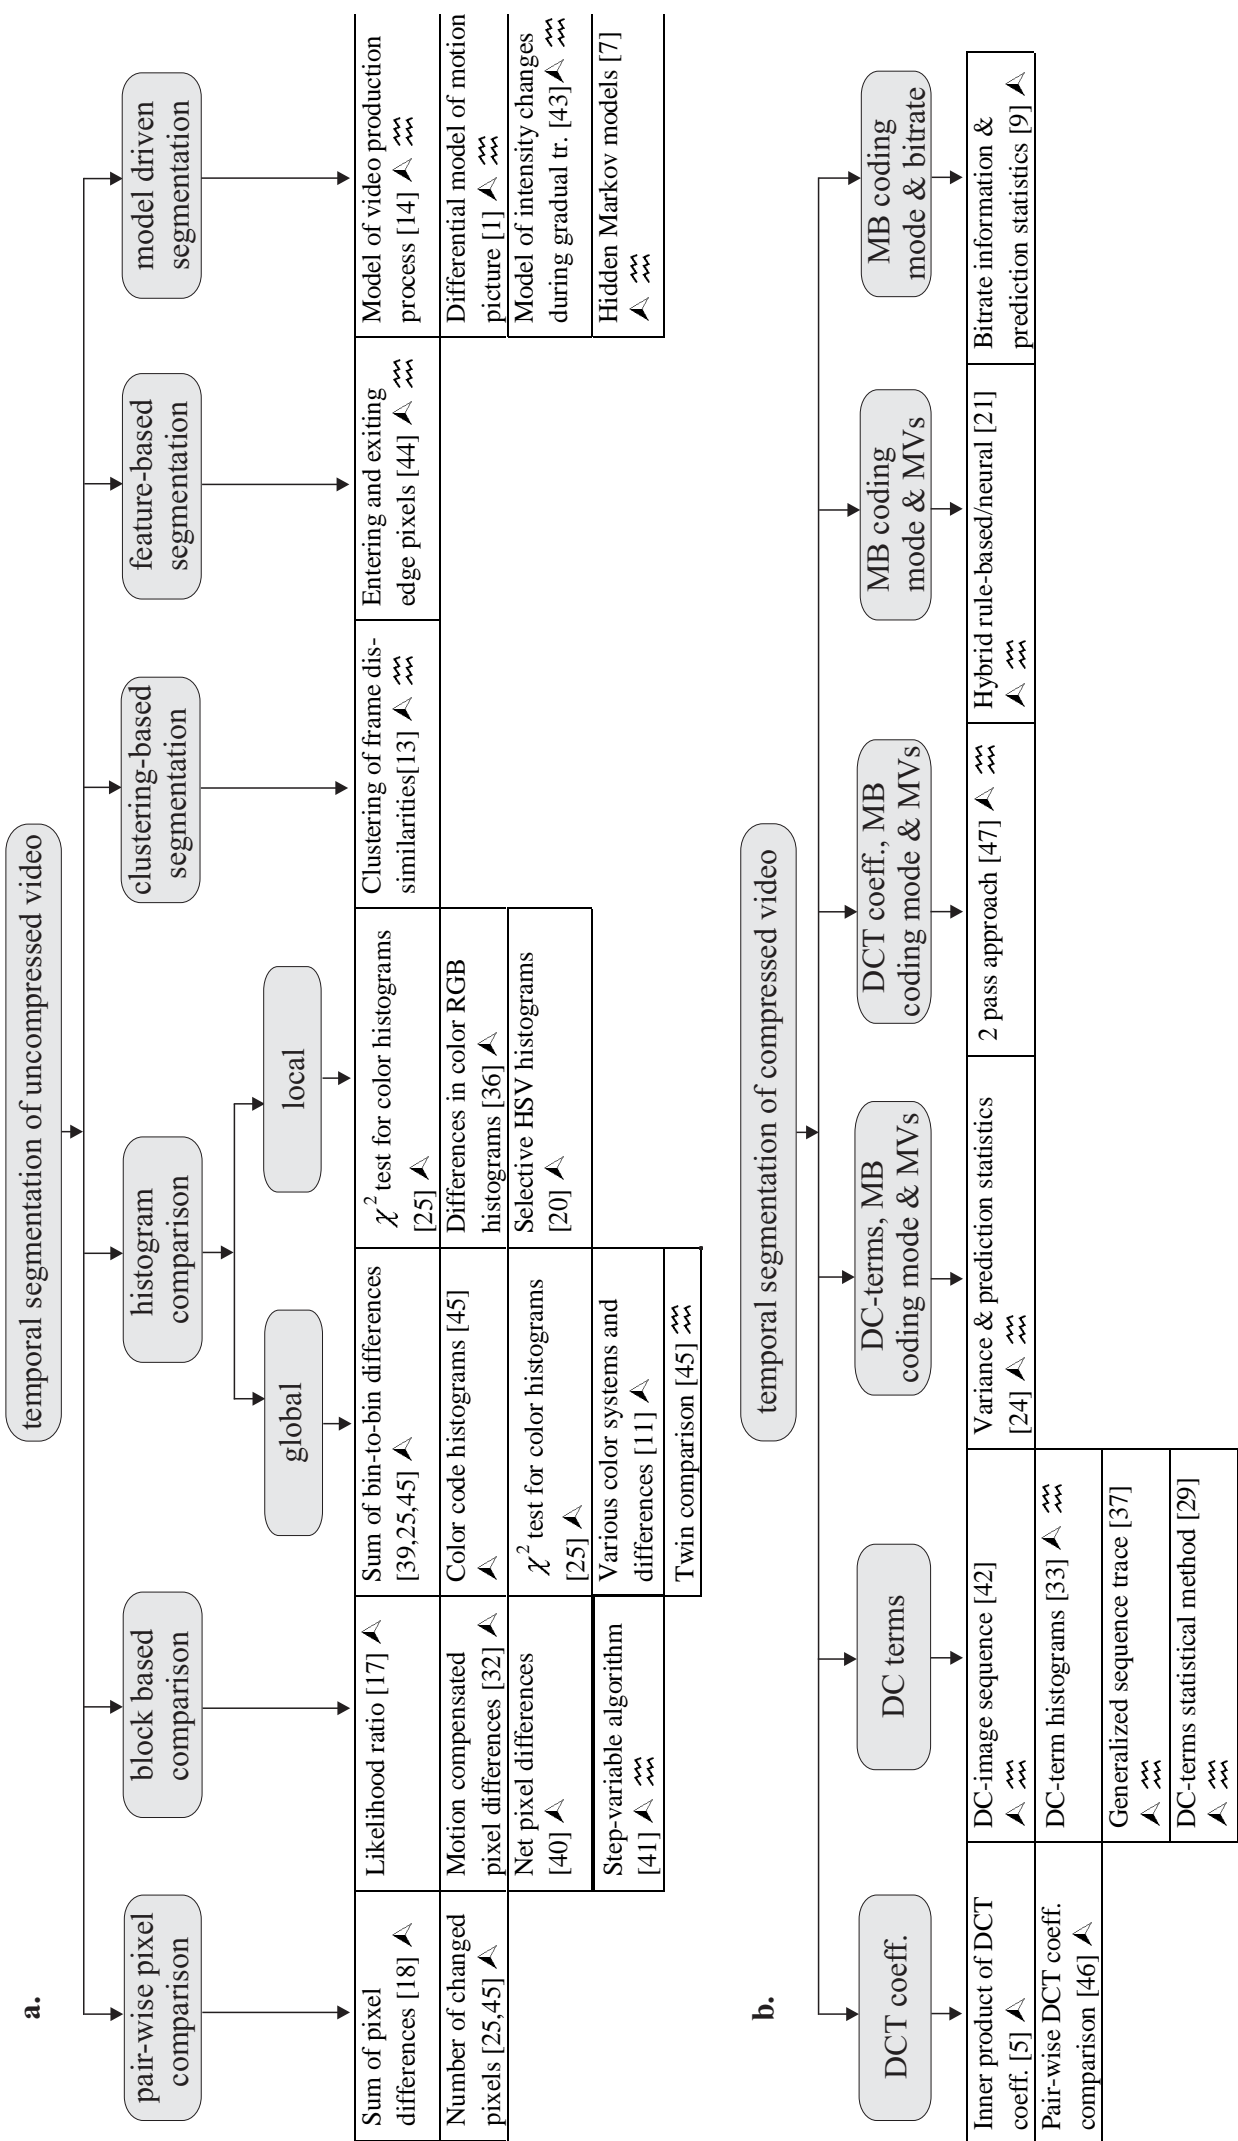 a.
temporal segmentation of uncompressed video
pair-wise pixel
comparison
block based
comparison
histogram
comparison
clustering-based
segmentation
feature-based
segmentation
model driven
segmentation
global
local
Sum of pixel
differences [18]
Number of changed
pixels [25,45]
Likelihood ratio [17]
Motion compensated
pixel differences [32]
Net pixel differences
[40]
Step-variable algorithm
[41]
Sum of bin-to-bin differences
[39,25,45]
Color code histograms [45]
χ² test for color histograms
[25]
Various color systems and
differences [11]
Twin comparison [45]
χ² test for color histograms
[25]
Differences in color RGB
histograms [36]
Selective HSV histograms
[20]
Clustering of frame dis-
similarities[13]
Entering and exiting
edge pixels [44]
Model of video production
process [14]
Differential model of motion
picture [1]
Model of intensity changes
during gradual tr. [43]
Hidden Markov models [7]
b.
temporal segmentation of compressed video
DCT coeff.
DC terms
DC-terms, MB
coding mode & MVs
DCT coeff., MB
coding mode & MVs
MB coding
mode & MVs
MB coding
mode & bitrate
Inner product of DCT
coeff. [5]
Pair-wise DCT coeff.
comparison [46]
DC-image sequence [42]
DC-term histograms [33]
Generalized sequence trace [37]
DC-terms statistical method [29]
Variance & prediction statistics
[24]
2 pass approach [47]
Hybrid rule-based/neural [21]
Bitrate information &
prediction statistics [9]